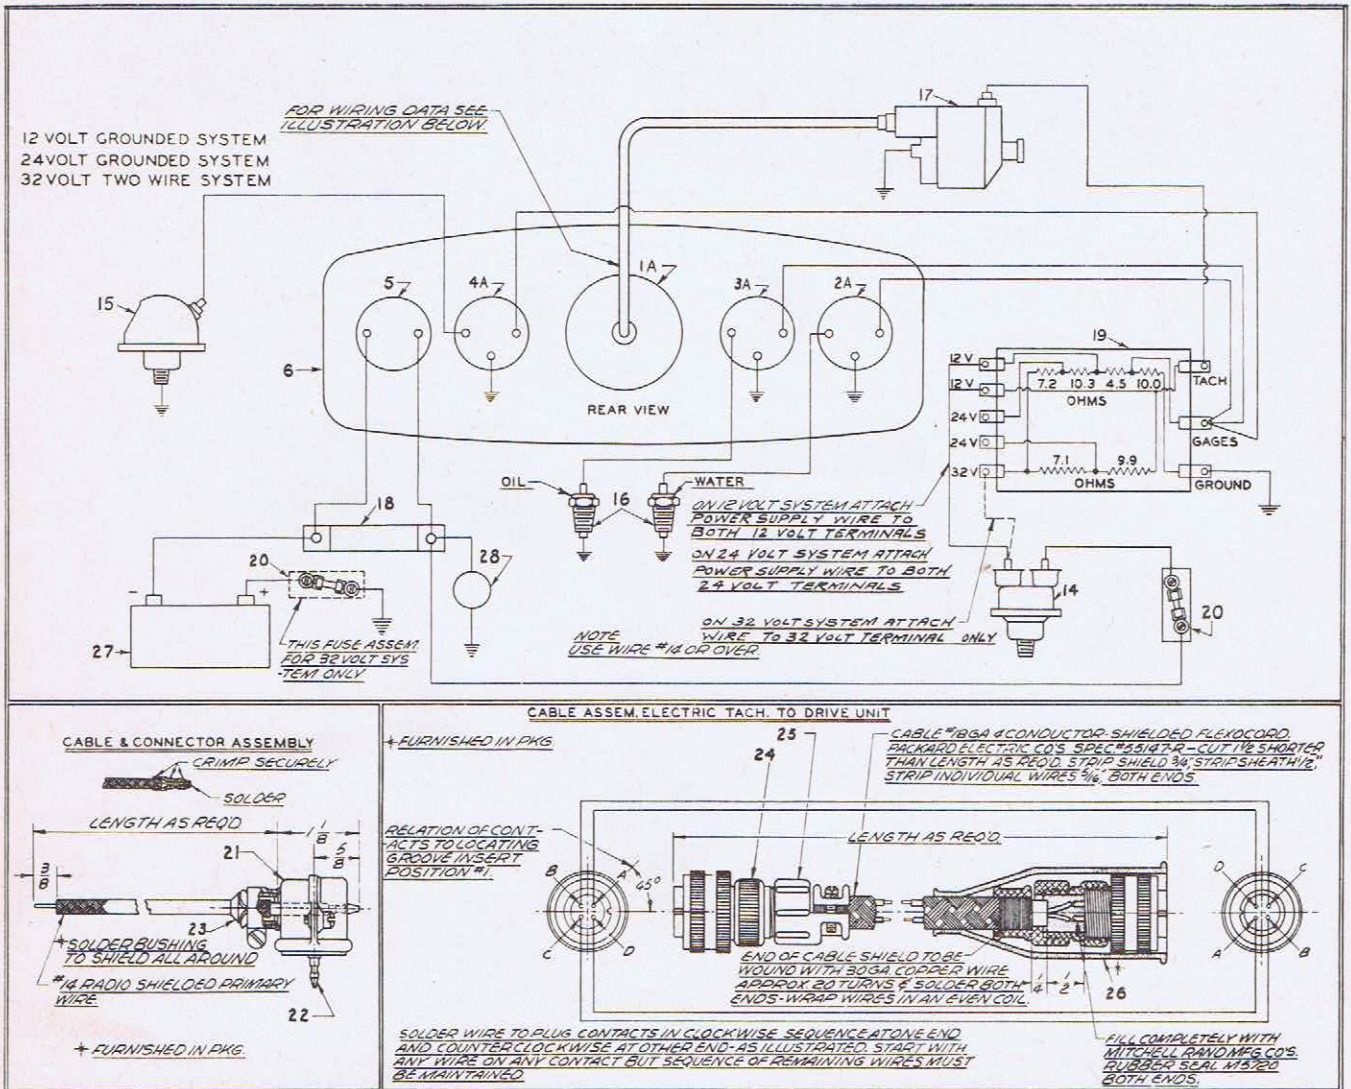 12 VOLT GROUNDED SYSTEM
24 VOLT GROUNDED SYSTEM
32 VOLT TWO WIRE SYSTEM
FOR WIRING DATA SEE
ILLUSTRATION BELOW
17
15
5
4A
1A
3A
2A
6
REAR VIEW
19
12 V
12 V
24 V
24 V
32 V
7.2 10.3 4.5 10.0
OHMS
7.1 9.9
OHMS
TACH
GAGES
GROUND
OIL
16
WATER
18
28
20
- +
27
THIS FUSE ASSEM.
FOR 32 VOLT SYS
-TEM ONLY
ON 12 VOLT SYSTEM ATTACH
POWER SUPPLY WIRE TO
BOTH 12 VOLT TERMINALS
ON 24 VOLT SYSTEM ATTACH
POWER SUPPLY WIRE TO BOTH
24 VOLT TERMINALS
ON 32 VOLT SYSTEM ATTACH
WIRE TO 32 VOLT TERMINAL ONLY
NOTE
USE WIRE #14 OR OVER.
14
20
CABLE & CONNECTOR ASSEMBLY
CRIMP SECURELY
SOLDER
LENGTH AS REQ'D.
1 1/8
5/8
3/8
21
23
22
* SOLDER BUSHING
TO SHIELD ALL AROUND
#14 RADIO SHIELDED PRIMARY
WIRE
* FURNISHED IN PKG.
CABLE ASSEM. ELECTRIC TACH. TO DRIVE UNIT
* FURNISHED IN PKG
24
25
CABLE #18GA 4 CONDUCTOR-SHIELDED FLEXOCORD.
PACKARD ELECTRIC CO'S SPEC #55147-R-CUT 1 1/2 SHORTER
THAN LENGTH AS REQ'D. STRIP SHIELD 3/4", STRIP SHEATH 1/2",
STRIP INDIVIDUAL WIRES 5/16", BOTH ENDS.
RELATION OF CONT-
-ACTS TO LOCATING
GROOVE INSERT
POSITION #1.
LENGTH AS REQ'D.
45°
B A
C D
D C
A B
END OF CABLE SHIELD TO BE
WOUND WITH 30GA COPPER WIRE
APPROX. 20 TURNS & SOLDER BOTH
ENDS-WRAP WIRES IN AN EVEN COIL.
1/4
1/2
*
26
SOLDER WIRE TO PLUG CONTACTS IN CLOCKWISE SEQUENCE AT ONE END
AND COUNTERCLOCKWISE AT OTHER END-AS ILLUSTRATED. START WITH
ANY WIRE ON ANY CONTACT BUT SEQUENCE OF REMAINING WIRES MUST
BE MAINTAINED.
FILL COMPLETELY WITH
MITCHELL RAND MFG. CO'S.
RUBBER SEAL M5720
BOTH ENDS.